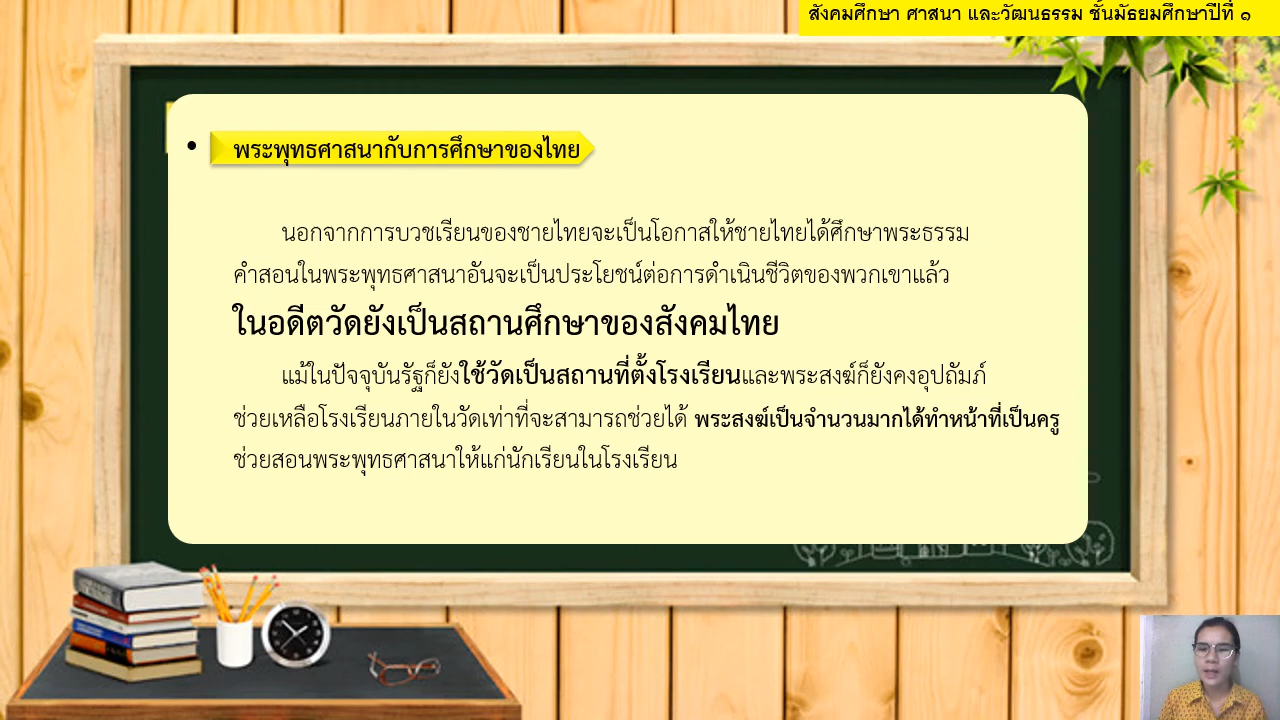 สังคมศึกษา ศาสนา และวัฒนธรรม ชั้นมัธยมศึกษาปีที่ ๑
• พระพุทธศาสนากับการศึกษาของไทย
นอกจากการบวชเรียนของชายไทยจะเป็นโอกาสให้ชายไทยได้ศึกษาพระธรรม
คำสอนในพระพุทธศาสนาอันจะเป็นประโยชน์ต่อการดำเนินชีวิตของพวกเขาแล้ว
ในอดีตวัดยังเป็นสถานศึกษาของสังคมไทย
แม้ในปัจจุบันรัฐก็ยังใช้วัดเป็นสถานที่ตั้งโรงเรียนและพระสงฆ์ก็ยังคงอุปถัมภ์
ช่วยเหลือโรงเรียนภายในวัดเท่าที่จะสามารถช่วยได้ พระสงฆ์เป็นจำนวนมากได้ทำหน้าที่เป็นครู
ช่วยสอนพระพุทธศาสนาให้แก่นักเรียนในโรงเรียน